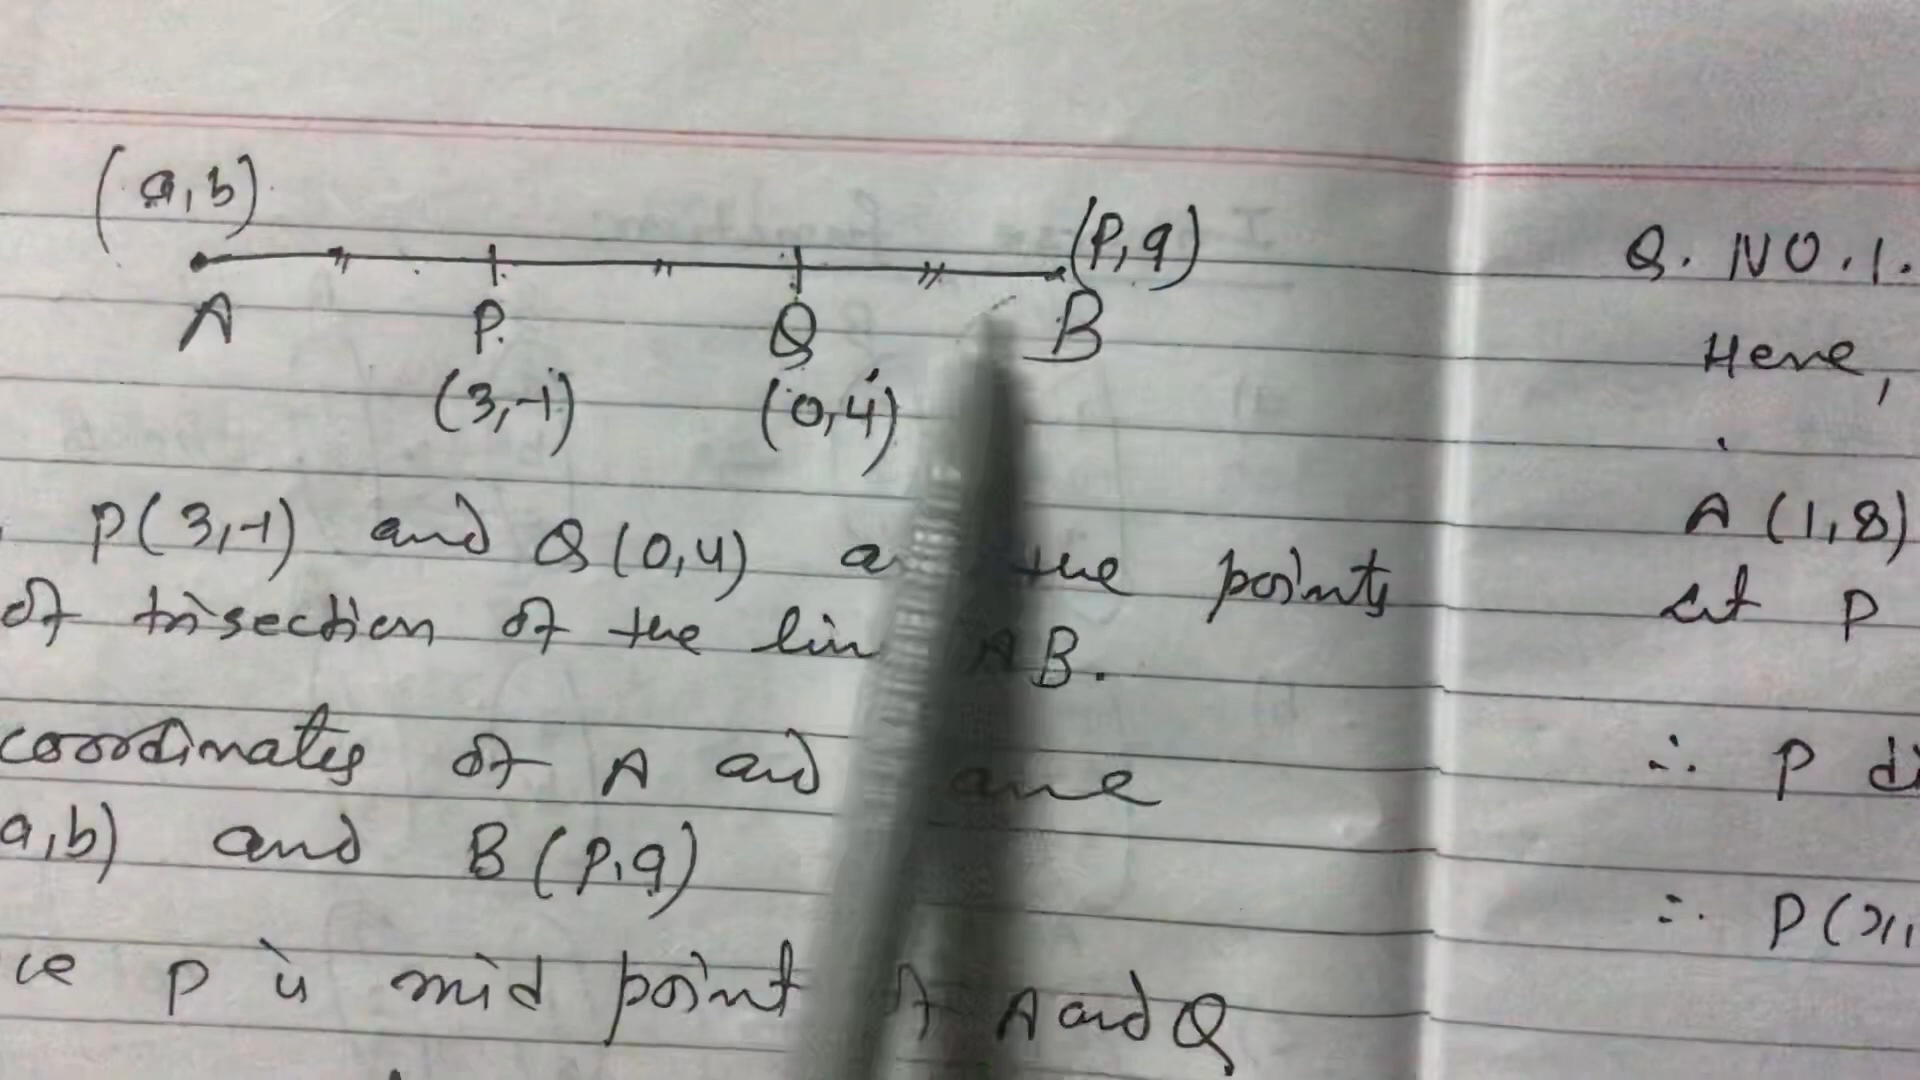 (a,b)
(P,q)
A P. Q B
(3,-1) (0,4)
P(3,-1) and Q(0,4) the points
of trisection of the AB.
coordinates of A and are
a,b) and B(P,q)
P is mid point A and Q
Q. NO. 1.
Here,
A (1,8)
at P
∴ P
∴ P(